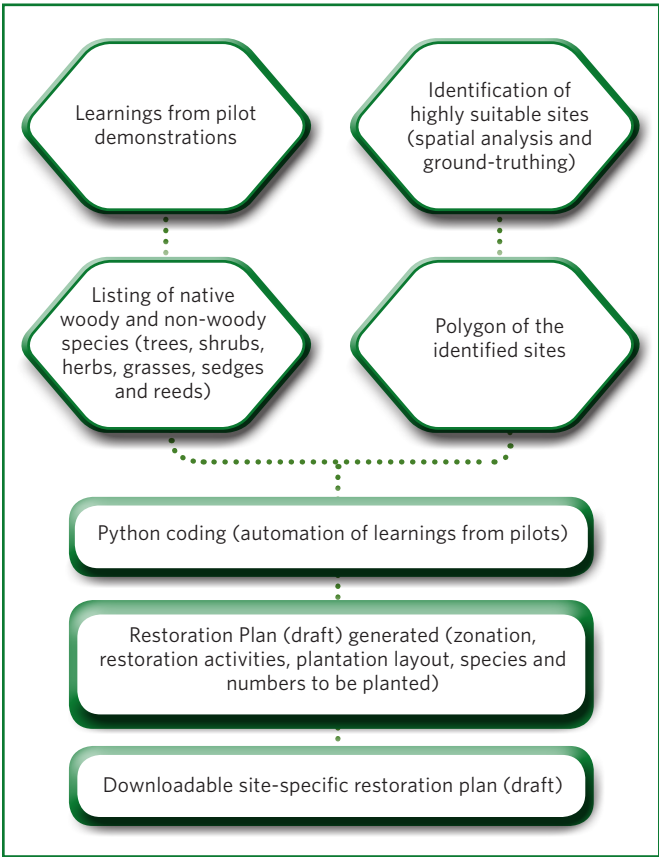 Learnings from pilot
demonstrations
Identification of
highly suitable sites
(spatial analysis and
ground-truthing)
Listing of native
woody and non-woody
species (trees, shrubs,
herbs, grasses, sedges
and reeds)
Polygon of the
identified sites
Python coding (automation of learnings from pilots)
Restoration Plan (draft) generated (zonation,
restoration activities, plantation layout, species and
numbers to be planted)
Downloadable site-specific restoration plan (draft)